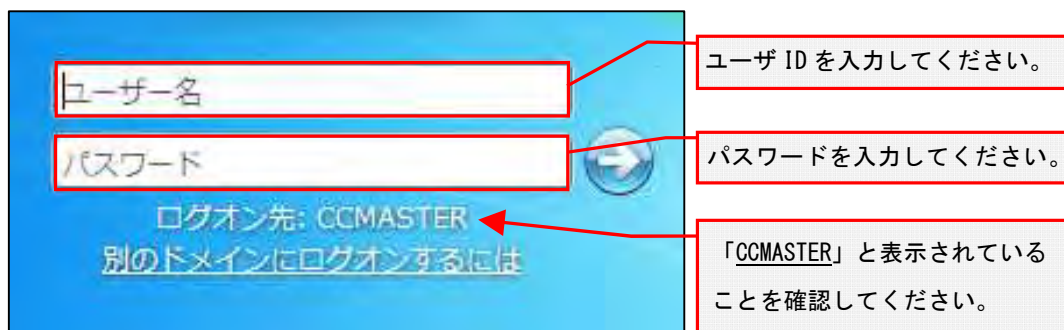 ユーザー名
パスワード
ログオン先: CCMASTER
別のドメインにログオンするには
ユーザ ID を入力してください。
パスワードを入力してください。
「CCMASTER」と表示されている
ことを確認してください。